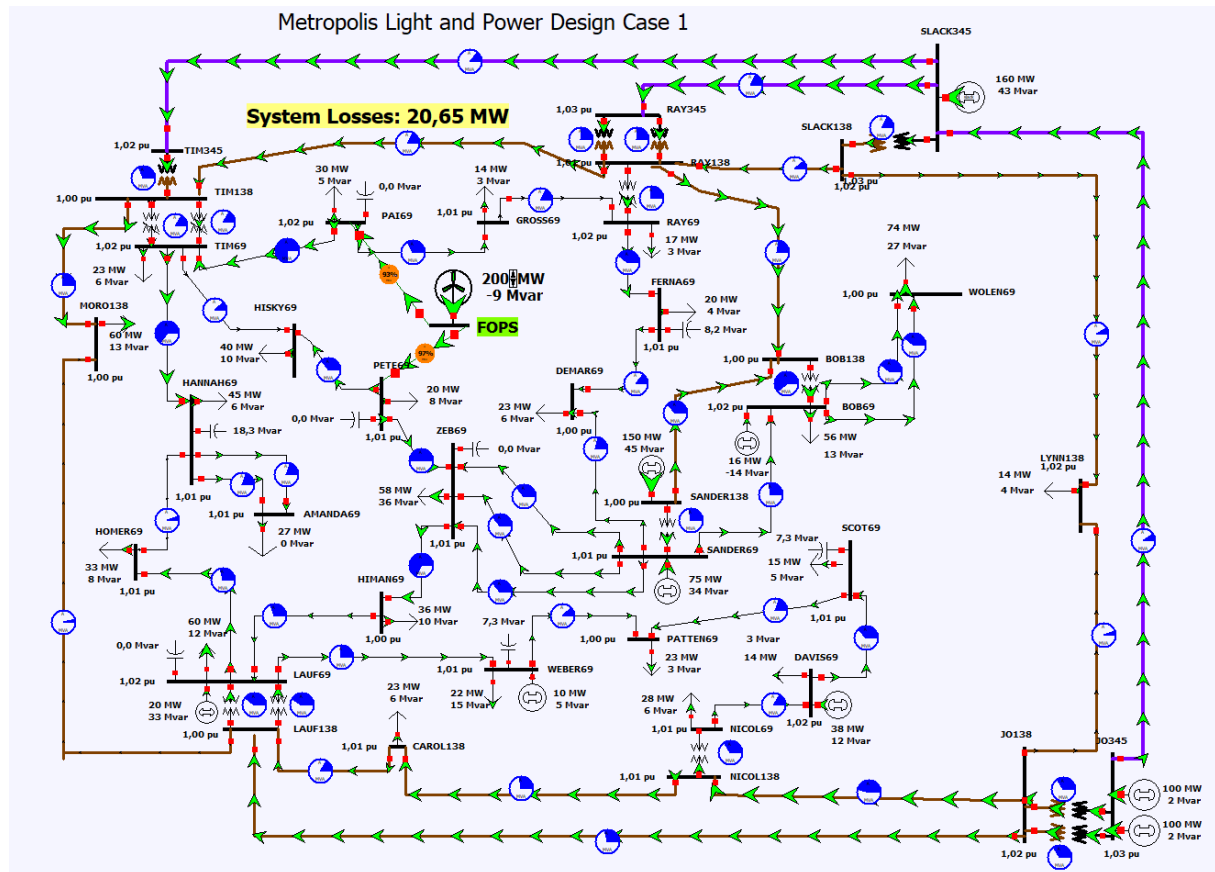 Metropolis Light and Power Design Case 1
SLACK345
160 MW
43 Mvar
RAY345
1,03 pu
System Losses: 20,65 MW
SLACK138
TIM345
1,02 pu
RAY138
1,03 pu
1,02 pu
30 MW
5 Mvar
0,0 Mvar
14 MW
3 Mvar
TIM138
1,00 pu
PAI69
1,02 pu
GROSS69
1,01 pu
RAY69
1,02 pu
17 MW
3 Mvar
TIM69
1,02 pu
23 MW
6 Mvar
74 MW
27 Mvar
200 MW
-9 Mvar
93%
FOPS
97%
FERNA69
20 MW
4 Mvar
8,2 Mvar
1,01 pu
WOLEN69
1,00 pu
MORO138
60 MW
13 Mvar
1,00 pu
HISKY69
40 MW
10 Mvar
PETE69
20 MW
8 Mvar
0,0 Mvar
1,01 pu
BOB138
1,00 pu
DEMAR69
23 MW
6 Mvar
1,00 pu
BOB69
1,02 pu
56 MW
13 Mvar
16 MW
-14 Mvar
HANNAH69
45 MW
6 Mvar
18,3 Mvar
1,01 pu
ZEB69
0,0 Mvar
58 MW
36 Mvar
1,01 pu
150 MW
45 Mvar
SANDER138
1,00 pu
LYNN138
1,02 pu
14 MW
4 Mvar
AMANDA69
1,01 pu
27 MW
0 Mvar
HOMER69
33 MW
8 Mvar
1,01 pu
SANDER69
1,01 pu
75 MW
34 Mvar
SCOT69
7,3 Mvar
15 MW
5 Mvar
1,01 pu
HIMAN69
36 MW
10 Mvar
1,00 pu
60 MW
12 Mvar
0,0 Mvar
7,3 Mvar
PATTEN69
1,00 pu
3 Mvar
23 MW
3 Mvar
14 MW
DAVIS69
1,02 pu
38 MW
12 Mvar
LAUF69
1,02 pu
20 MW
33 Mvar
WEBER69
1,01 pu
22 MW
15 Mvar
10 MW
5 Mvar
28 MW
6 Mvar
1,01 pu
NICOL69
23 MW
6 Mvar
LAUF138
1,00 pu
CAROL138
1,01 pu
NICOL138
1,01 pu
JO138
1,02 pu
JO345
1,03 pu
100 MW
2 Mvar
100 MW
2 Mvar